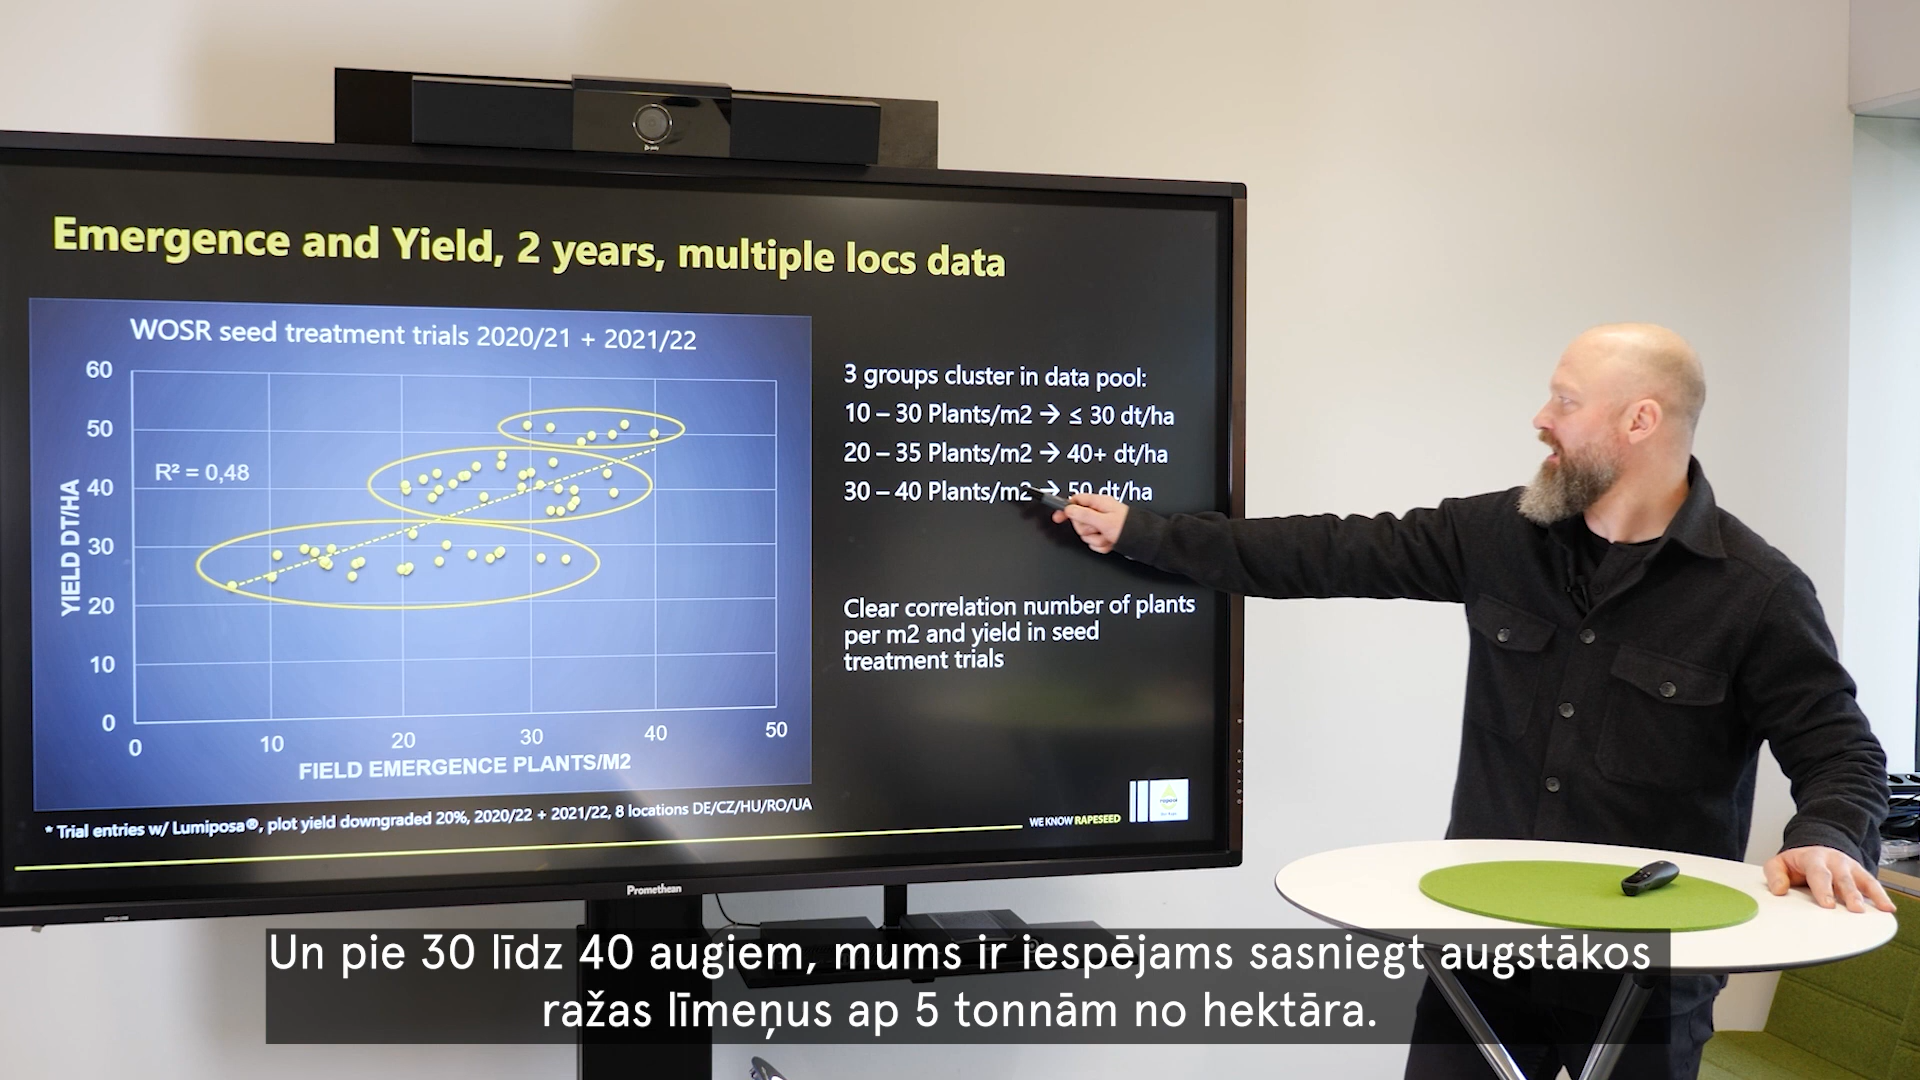 Emergence and Yield, 2 years, multiple locs data
WOSR seed treatment trials 2020/21 + 2021/22
60
50
40
30
20
10
0
YIELD DT/HA
R² = 0,48
0
10
20
30
40
50
FIELD EMERGENCE PLANTS/M2
* Trial entries w/ Lumiposa®, plot yield downgraded 20%, 2020/22 + 2021/22, 8 locations DE/CZ/HU/RO/UA
3 groups cluster in data pool:
10 – 30 Plants/m2 → ≤ 30 dt/ha
20 – 35 Plants/m2 → 40+ dt/ha
30 – 40 Plants/m2 → 50 dt/ha
Clear correlation number of plants
per m2 and yield in seed
treatment trials
WE KNOW RAPESEED
rapool
Promethean
poly
Un pie 30 līdz 40 augiem, mums ir iespējams sasniegt augstākos
ražas līmeņus ap 5 tonnām no hektāra.